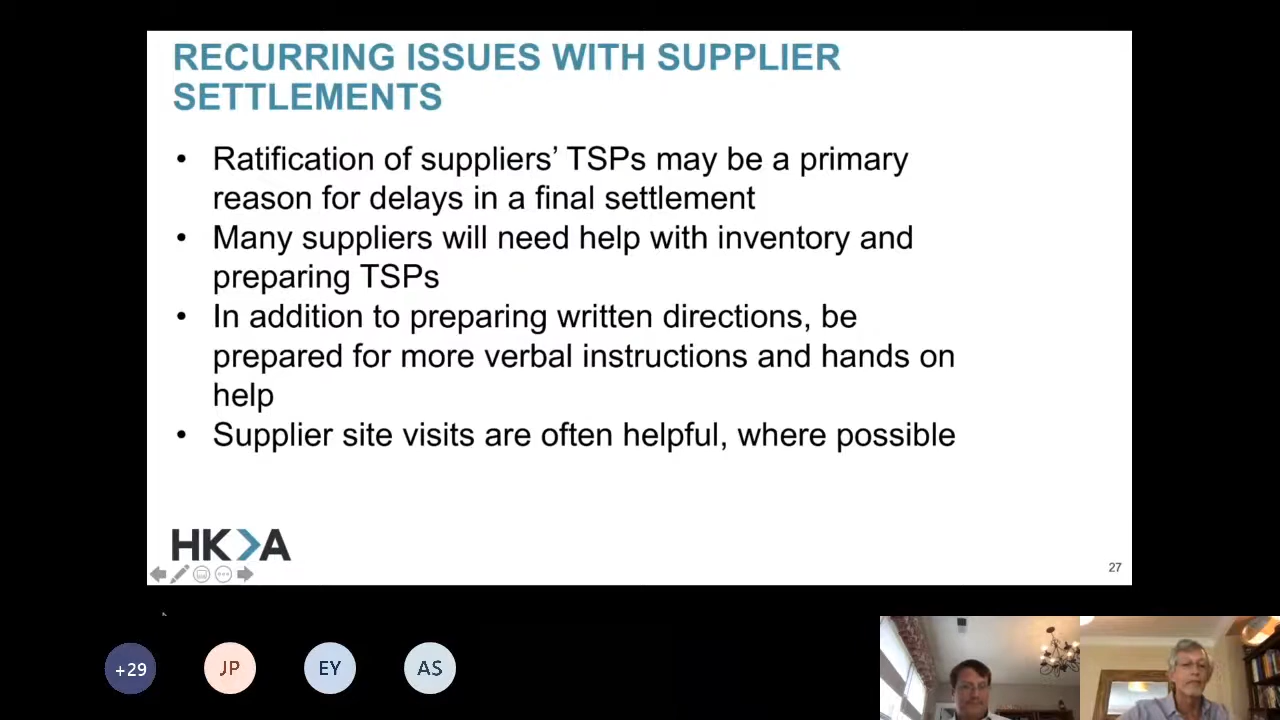 RECURRING ISSUES WITH SUPPLIER
SETTLEMENTS
• Ratification of suppliers’ TSPs may be a primary
reason for delays in a final settlement
• Many suppliers will need help with inventory and
preparing TSPs
• In addition to preparing written directions, be
prepared for more verbal instructions and hands on
help
• Supplier site visits are often helpful, where possible
HKA
27
+29 JP EY AS